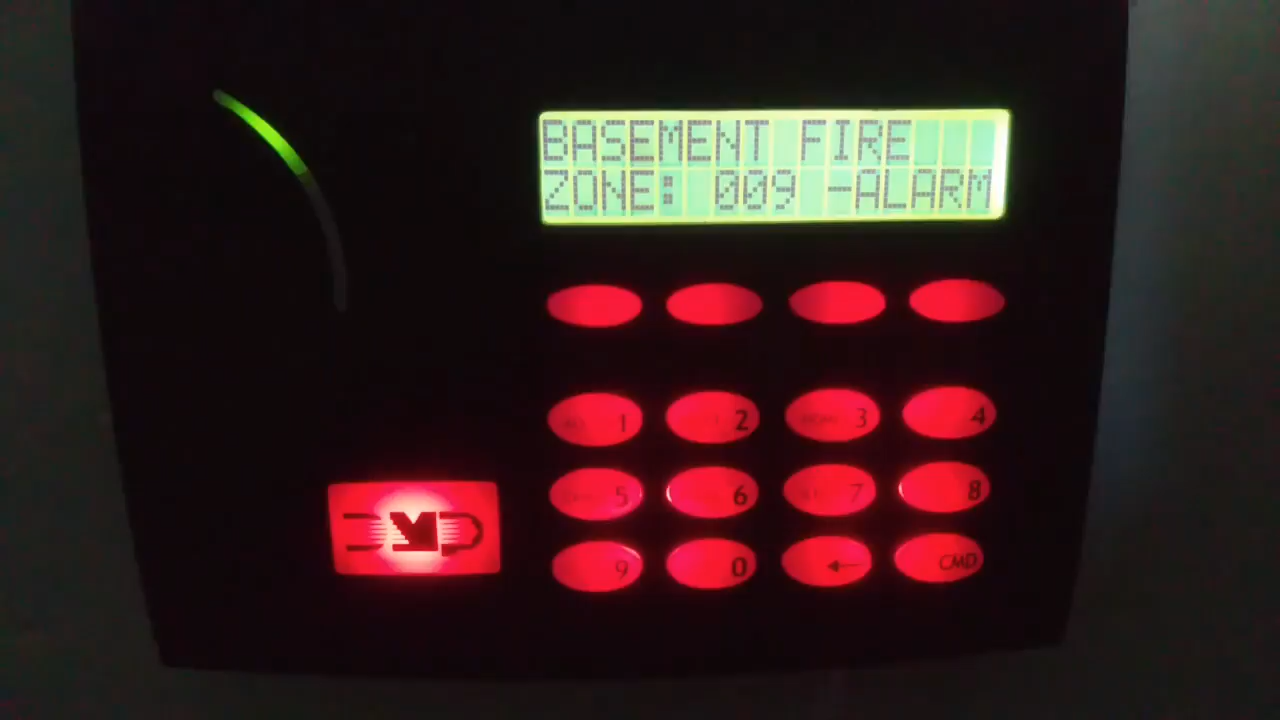 BASEMENT FIRE
ZONE: 009 -ALARM
1 2 3 4
5 6 7 8
9 0 ← CMD